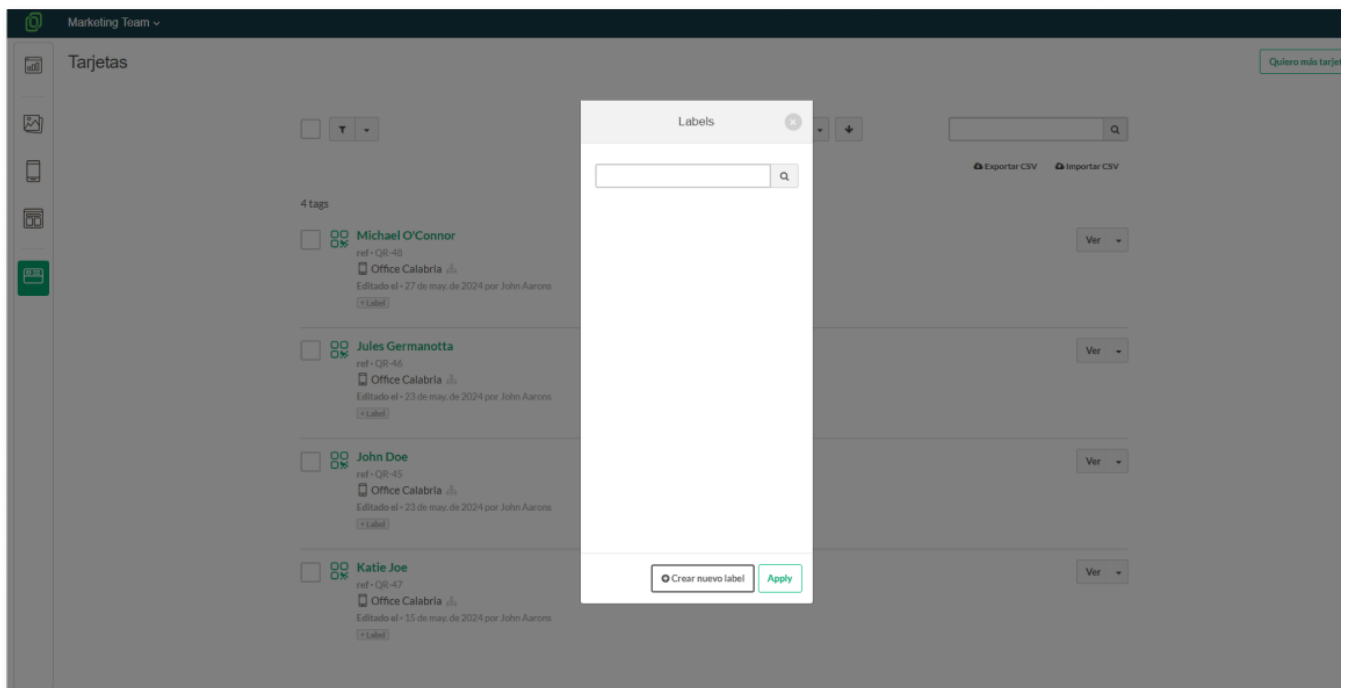 Marketing Team
Tarjetas
Quiero más tarjet
Labels
Exportar CSV Importar CSV
4 tags
Michael O'Connor
Ver
ref • QR-48
Office Calabria
Editado el • 27 de may. de 2024 por John Aarons
+ Label
Jules Germanotta
Ver
ref • QR-46
Office Calabria
Editado el • 23 de may. de 2024 por John Aarons
+ Label
John Doe
Ver
ref • QR-45
Office Calabria
Editado el • 23 de may. de 2024 por John Aarons
+ Label
Katie Joe
Ver
ref • QR-47
Office Calabria
Editado el • 15 de may. de 2024 por John Aarons
+ Label
Crear nuevo label Apply